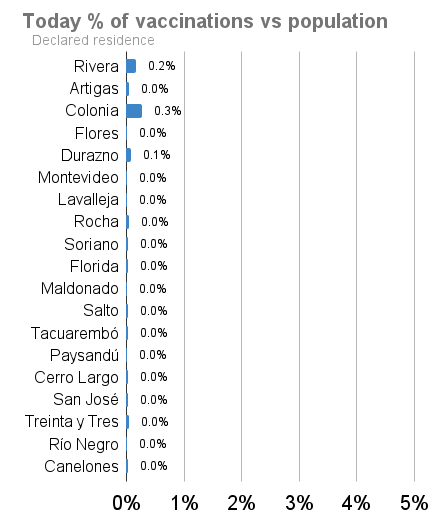 Today % of vaccinations vs population
Declared residence
Rivera 0.2%
Artigas 0.0%
Colonia 0.3%
Flores 0.0%
Durazno 0.1%
Montevideo 0.0%
Lavalleja 0.0%
Rocha 0.0%
Soriano 0.0%
Florida 0.0%
Maldonado 0.0%
Salto 0.0%
Tacuarembó 0.0%
Paysandú 0.0%
Cerro Largo 0.0%
San José 0.0%
Treinta y Tres 0.0%
Río Negro 0.0%
Canelones 0.0%
0% 1% 2% 3% 4% 5%